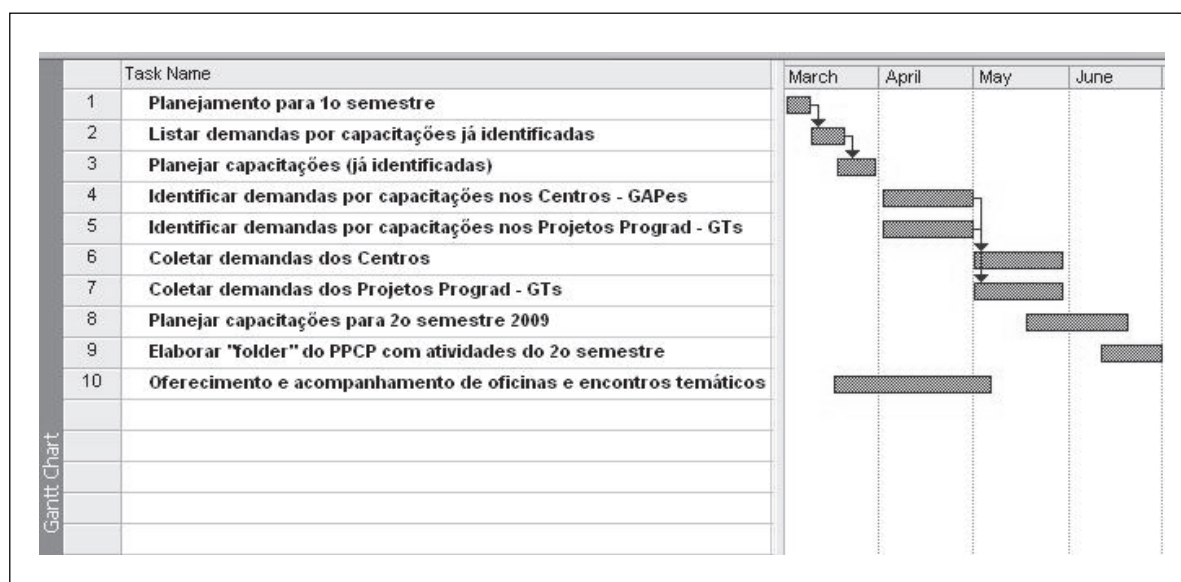 Task Name March April May June
1 Planejamento para 1o semestre
2 Listar demandas por capacitações já identificadas
3 Planejar capacitações (já identificadas)
4 Identificar demandas por capacitações nos Centros - GAPes
5 Identificar demandas por capacitações nos Projetos Prograd - GTs
6 Coletar demandas dos Centros
7 Coletar demandas dos Projetos Prograd - GTs
8 Planejar capacitações para 2o semestre 2009
9 Elaborar "folder" do PPCP com atividades do 2o semestre
10 Oferecimento e acompanhamento de oficinas e encontros temáticos
Gantt Chart